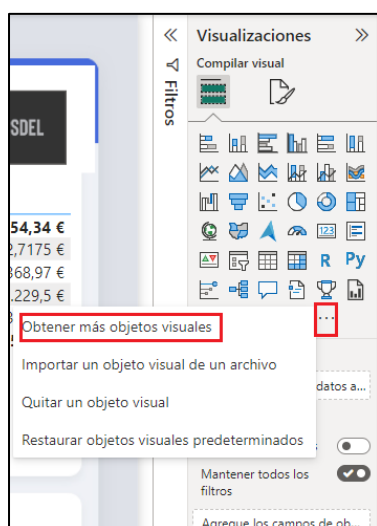 Visualizaciones
Compilar visual
Filtros
SDEL
54,34 €
,7175 €
368,97 €
.229,5 €
123
R Py
...
Obtener más objetos visuales
Importar un objeto visual de un archivo
Quitar un objeto visual
Restaurar objetos visuales predeterminados
datos a...
Mantener todos los
filtros
Agregue los campos de ob...